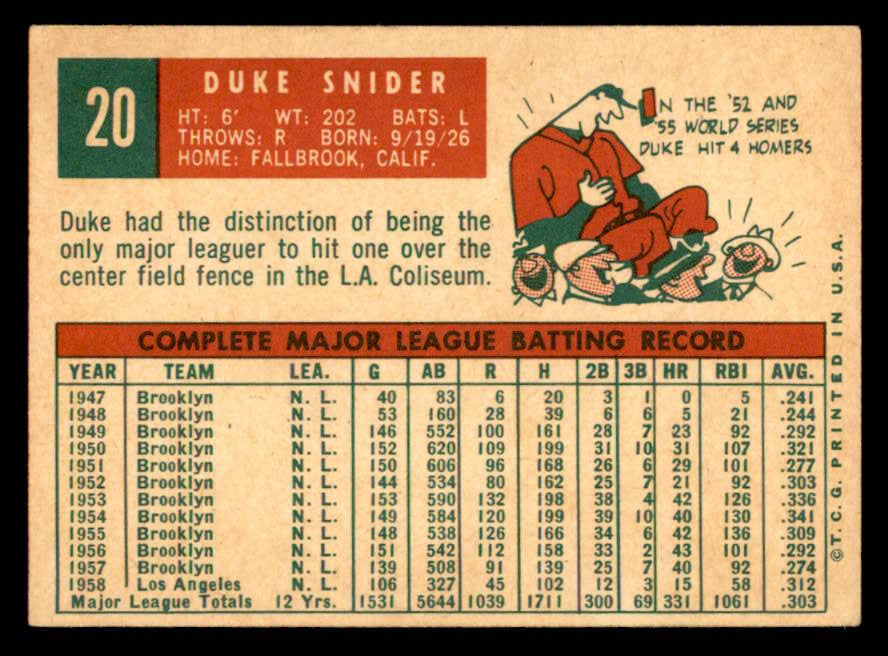 20
DUKE SNIDER
HT: 6' WT: 202 BATS: L
THROWS: R BORN: 9/19/26
HOME: FALLBROOK, CALIF.
IN THE '52 AND
'55 WORLD SERIES
DUKE HIT 4 HOMERS
Duke had the distinction of being the
only major leaguer to hit one over the
center field fence in the L.A. Coliseum.
COMPLETE MAJOR LEAGUE BATTING RECORD
YEAR TEAM LEA. G AB R H 2B 3B HR RBI AVG.
1947 Brooklyn N. L. 40 83 6 20 3 1 0 5 .241
1948 Brooklyn N. L. 53 160 28 39 6 6 5 21 .244
1949 Brooklyn N. L. 146 552 100 161 28 7 23 92 .292
1950 Brooklyn N. L. 152 620 109 199 31 10 31 107 .321
1951 Brooklyn N. L. 150 606 96 168 26 6 29 101 .277
1952 Brooklyn N. L. 144 534 80 162 25 7 21 92 .303
1953 Brooklyn N. L. 153 590 132 198 38 4 42 126 .336
1954 Brooklyn N. L. 149 584 120 199 39 10 40 130 .341
1955 Brooklyn N. L. 148 538 126 166 34 6 42 136 .309
1956 Brooklyn N. L. 151 542 112 158 33 2 43 101 .292
1957 Brooklyn N. L. 139 508 91 139 25 7 40 92 .274
1958 Los Angeles N. L. 106 327 45 102 12 3 15 58 .312
Major League Totals 12 Yrs. 1531 5644 1039 1711 300 69 331 1061 .303
©T.C.G. PRINTED IN U.S.A.